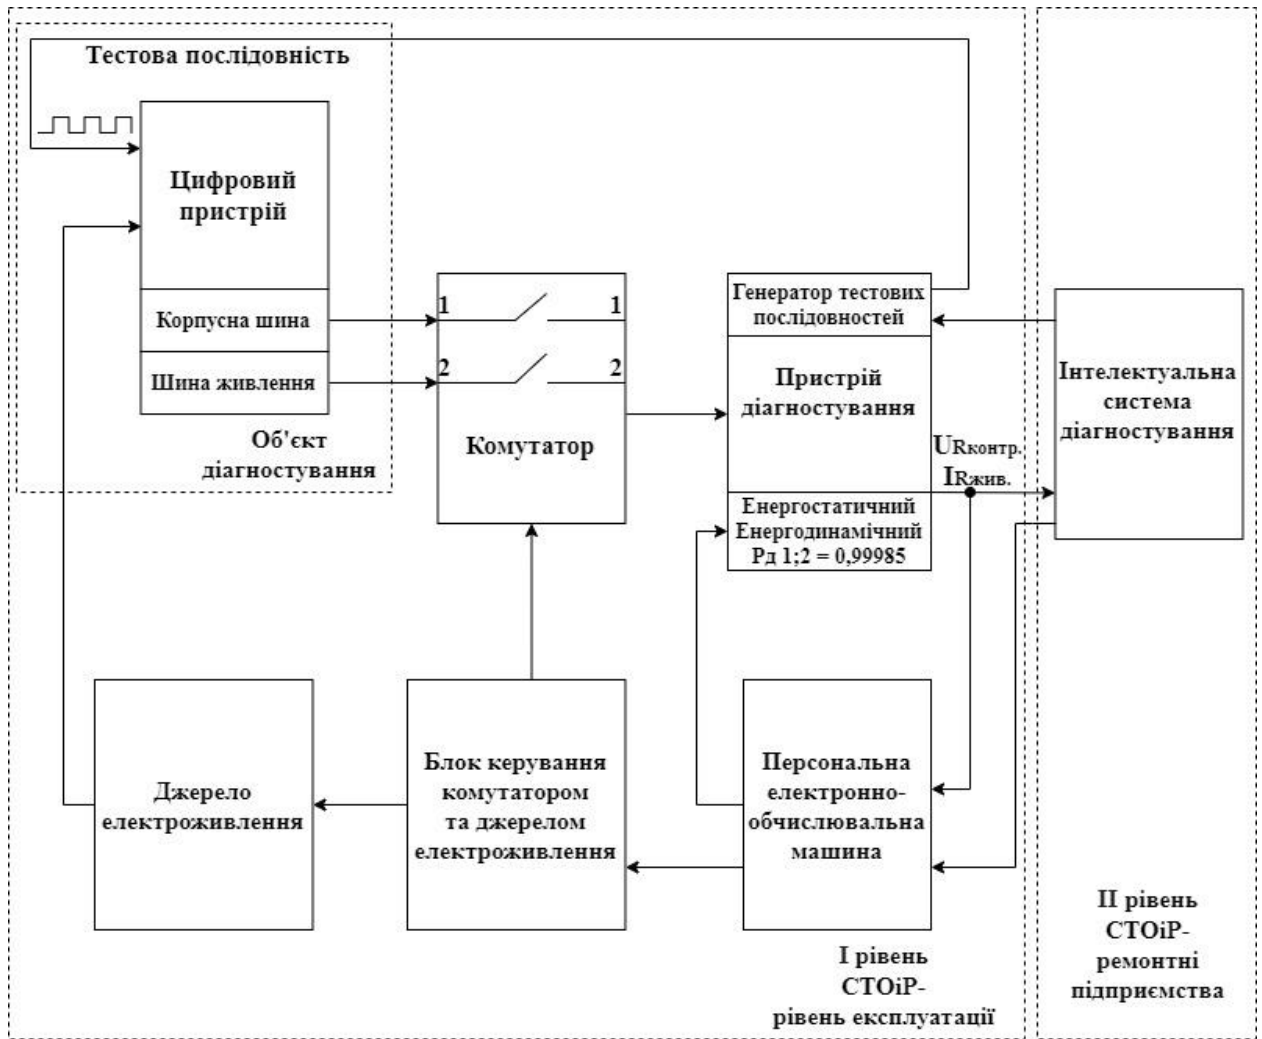 Тестова послідовність
Цифровий
пристрій
Корпусна шина
Шина живлення
Об'єкт
діагностування
1
1
2
2
Комутатор
Генератор тестових
послідовностей
Пристрій
діагностування
URконтр.
IRжив.
Енергостатичний
Енергодинамічний
Рд 1;2 = 0,99985
Інтелектуальна
система
діагностування
Джерело
електроживлення
Блок керування
комутатором
та джерелом
електроживлення
Персональна
електронно-
обчислювальна
машина
І рівень
СТОіР-
рівень експлуатації
ІІ рівень
СТОіР-
ремонтні
підприємства